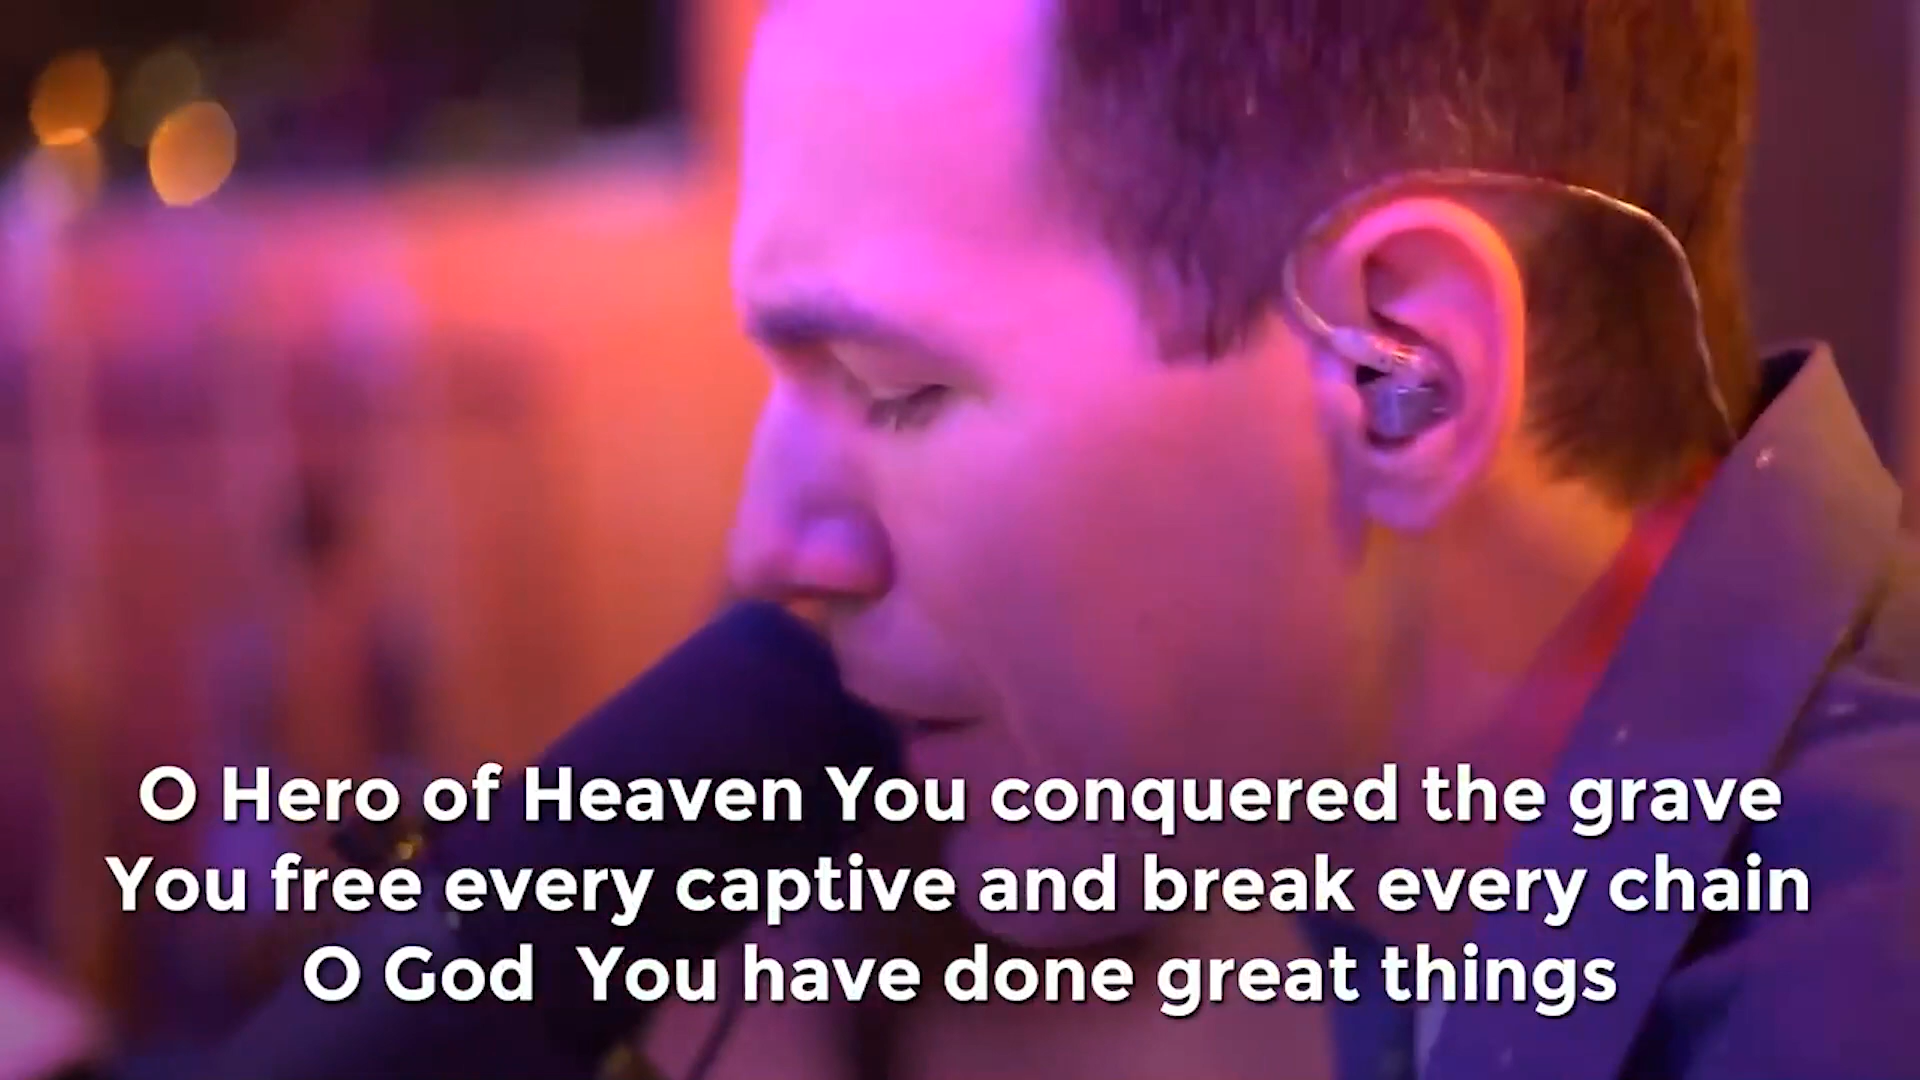 O Hero of Heaven You conquered the grave
You free every captive and break every chain
O God  You have done great things